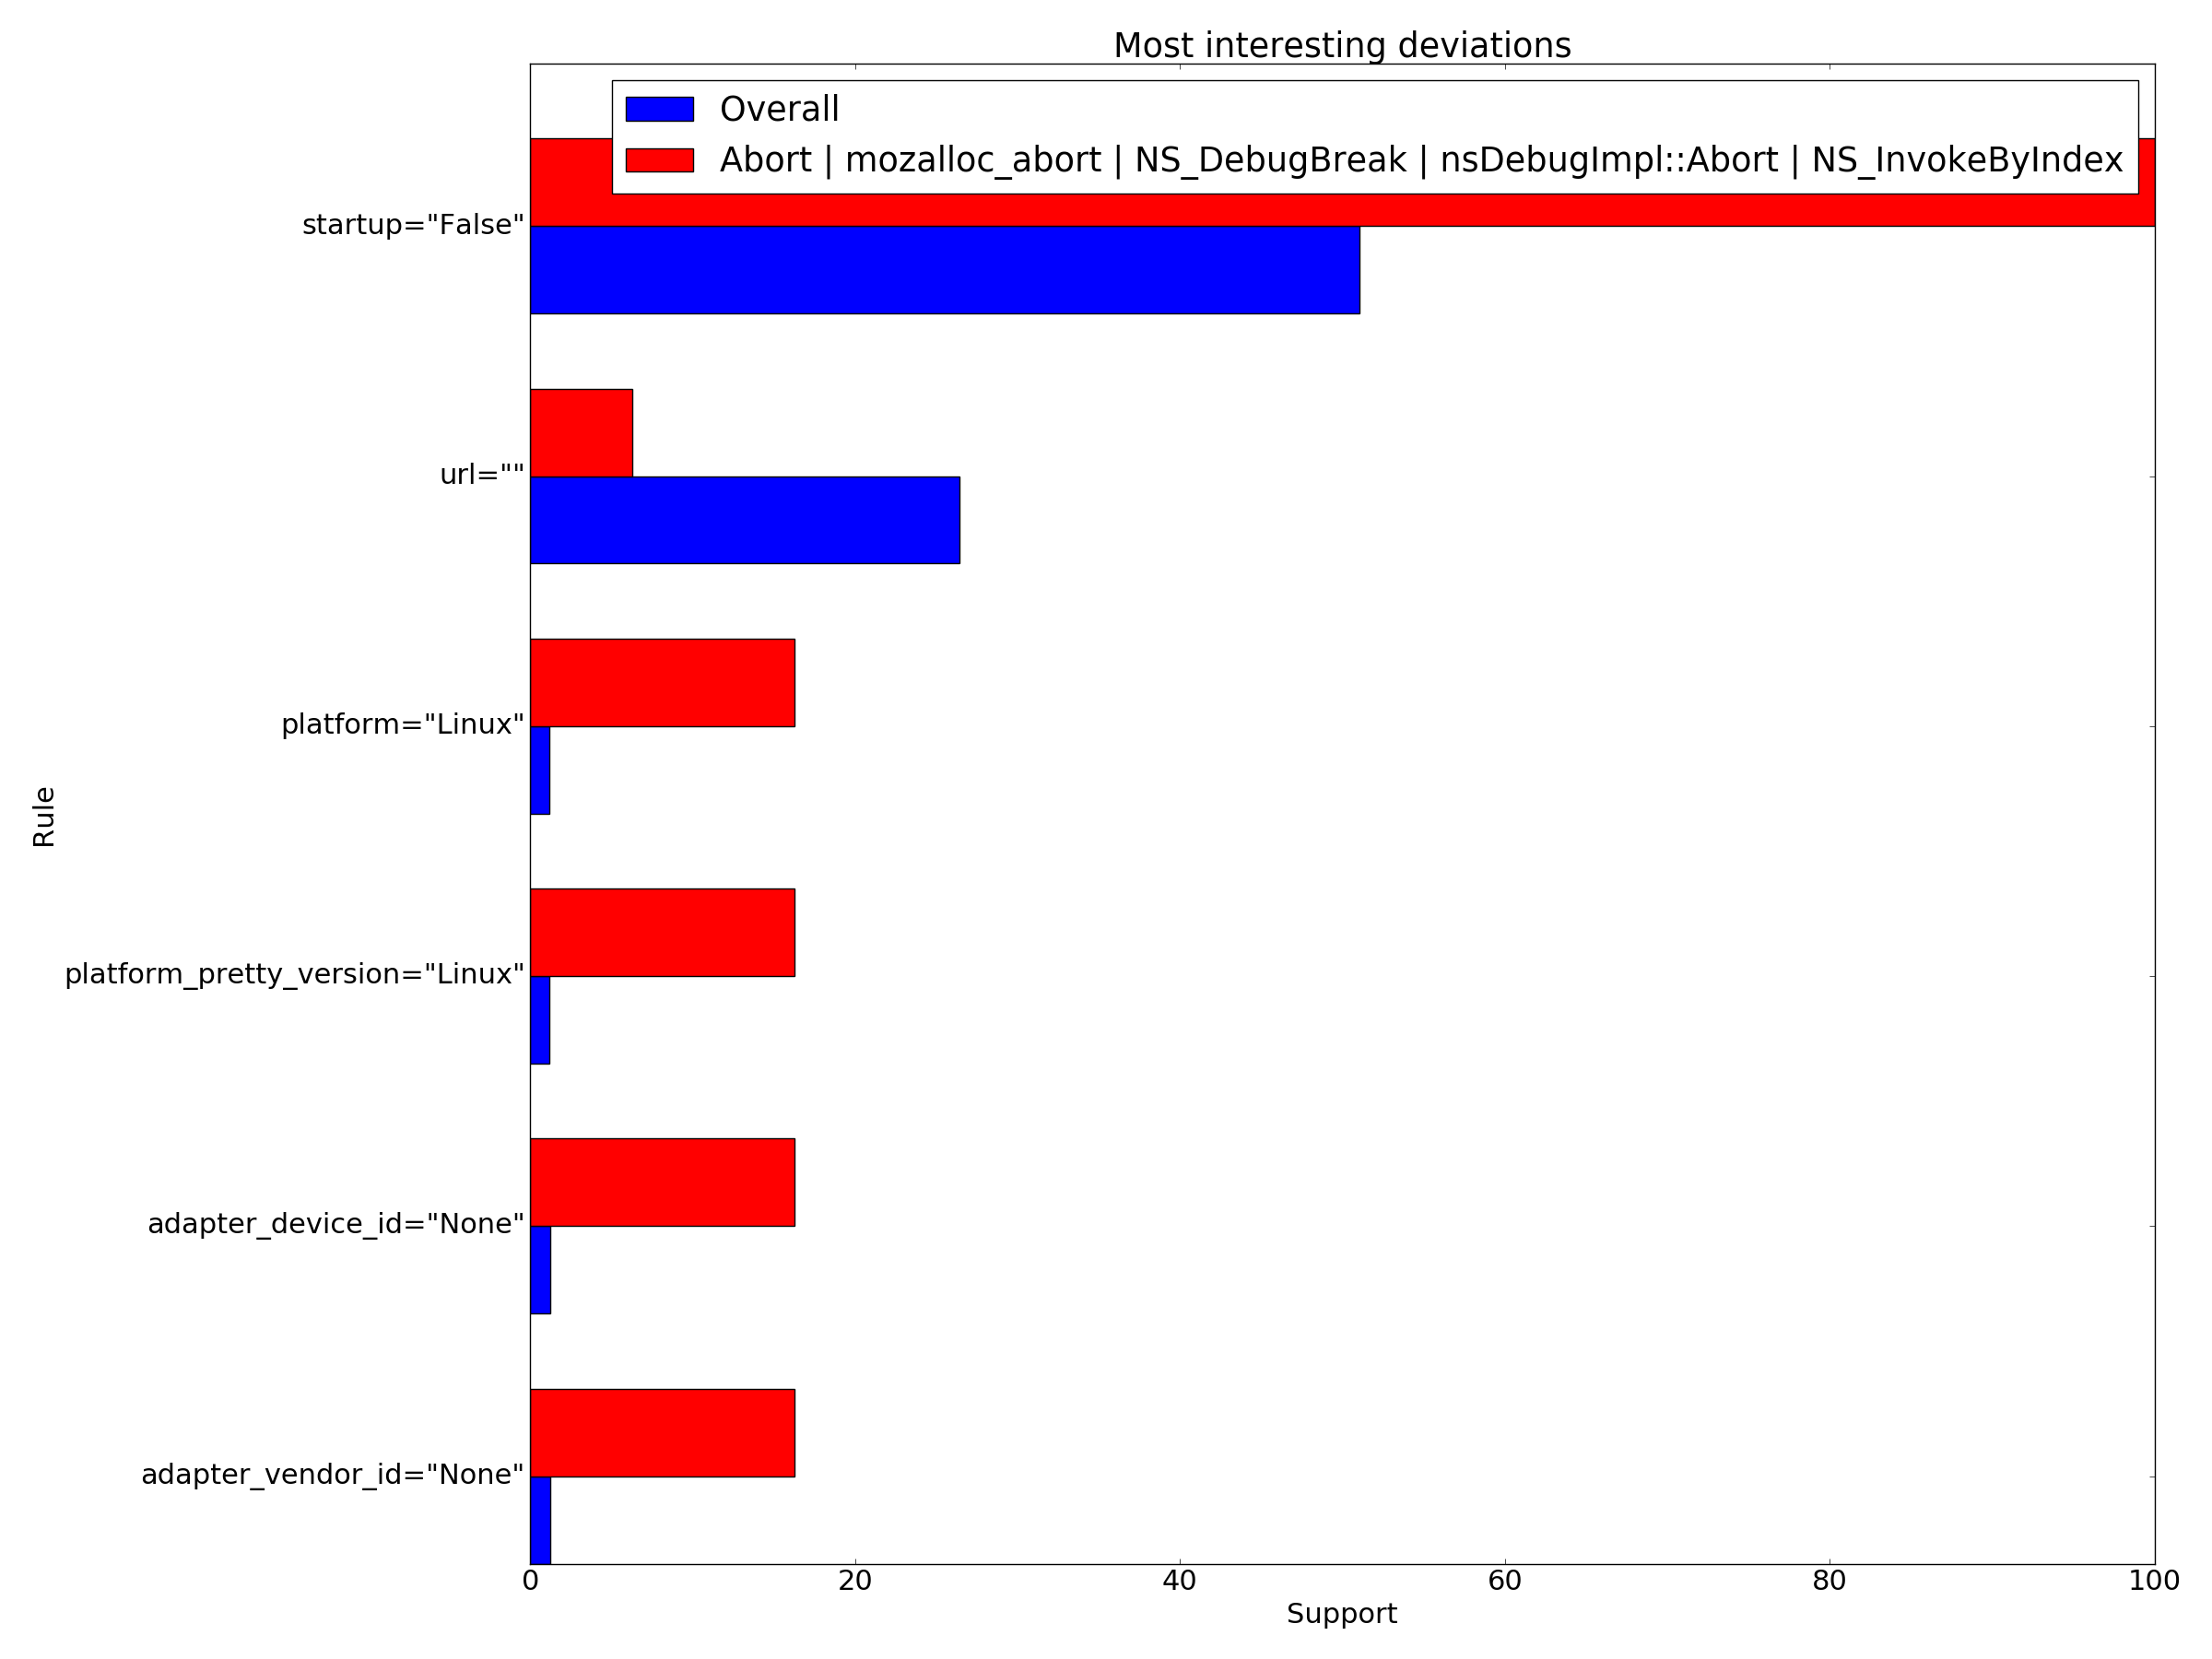 Most interesting deviations
Overall
Abort | mozalloc_abort | NS_DebugBreak | nsDebugImpl::Abort | NS_InvokeByIndex
startup="False"
url=""
platform="Linux"
Rule
platform_pretty_version="Linux"
adapter_device_id="None"
adapter_vendor_id="None"
0 20 40 60 80 100
Support